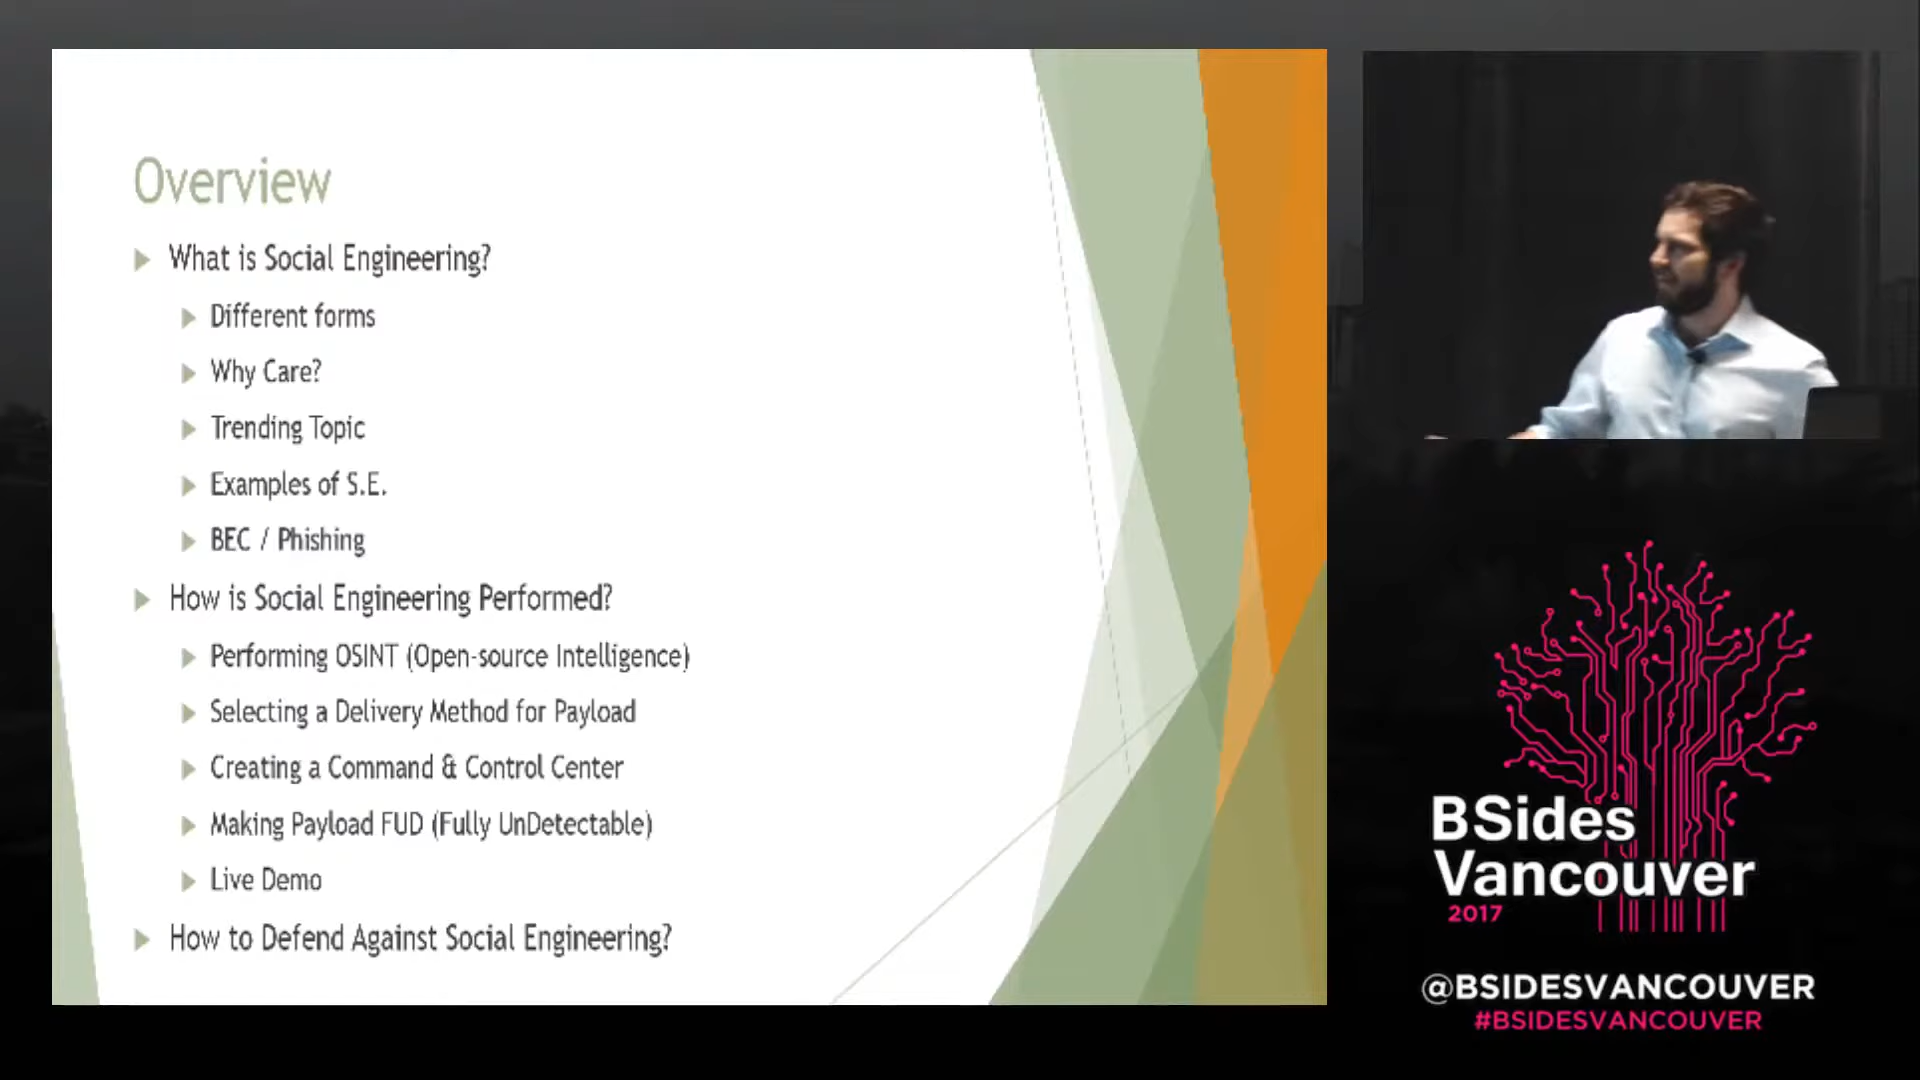 Overview
What is Social Engineering?
Different forms
Why Care?
Trending Topic
Examples of S.E.
BEC / Phishing
How is Social Engineering Performed?
Performing OSINT (Open-source Intelligence)
Selecting a Delivery Method for Payload
Creating a Command & Control Center
Making Payload FUD (Fully UnDetectable)
Live Demo
How to Defend Against Social Engineering?
BSides
Vancouver
2017
@BSIDESVANCOUVER
#BSIDESVANCOUVER